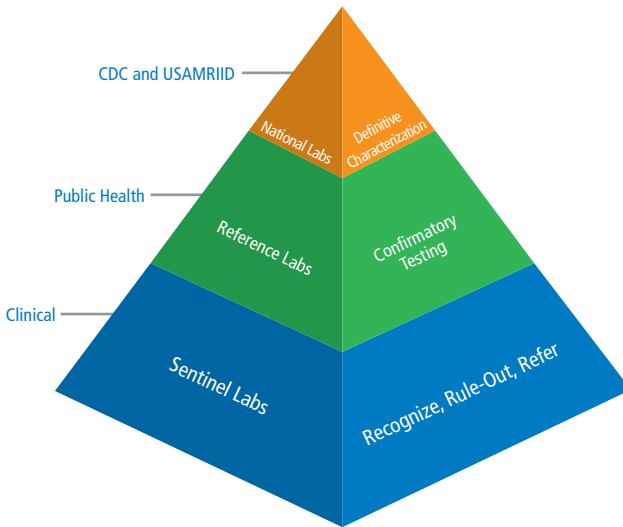 CDC and USAMRIID
National Labs
Definitive
Characterization
Public Health
Reference Labs
Confirmatory
Testing
Clinical
Sentinel Labs
Recognize, Rule-Out, Refer